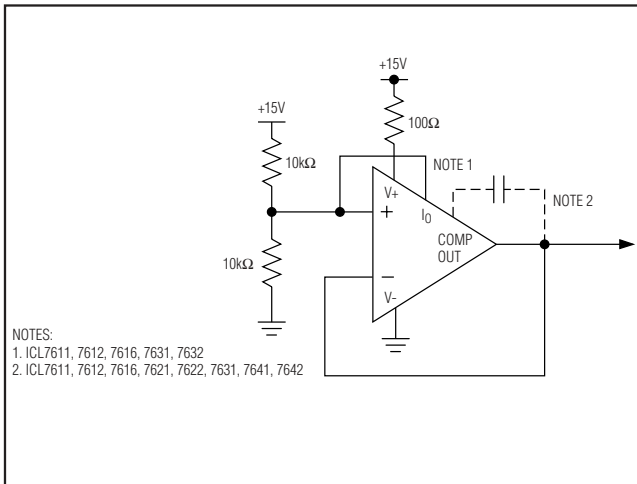 +15V
+15V
100Ω
10kΩ
NOTE 1
V+
I0
+
NOTE 2
COMP
OUT
10kΩ
−
V-
NOTES:
1. ICL7611, 7612, 7616, 7631, 7632
2. ICL7611, 7612, 7616, 7621, 7622, 7631, 7641, 7642